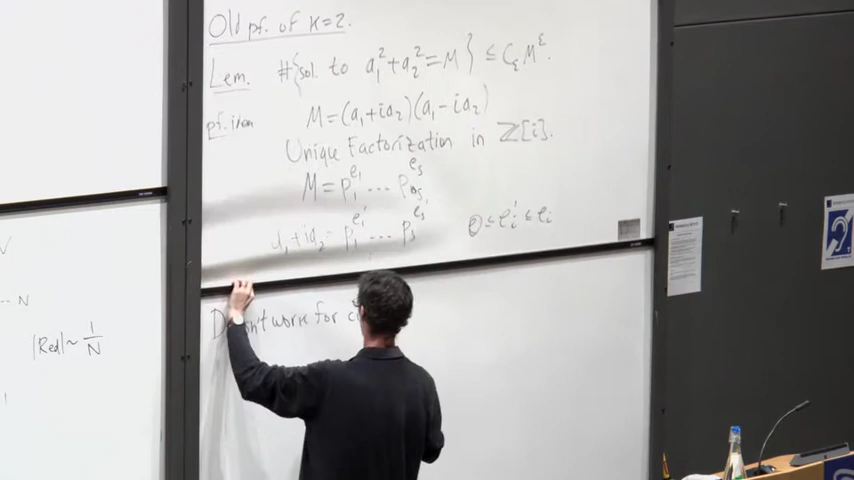 Old pf. of K=2.
Lem. #{sol. to a₁²+a₂²=M} ≤ C_ε M^ε.
pf. idea M=(a₁+ia₂)(a₁-ia₂)
Unique Factorization in ℤ[i].
M=p₁^{e₁} ... p_s^{e_s}
a₁+ia₂=p₁^{e₁'} ... p_s^{e_s'} 0≤e_i'≤e_i
work for
... N
|Red|~ 1/N